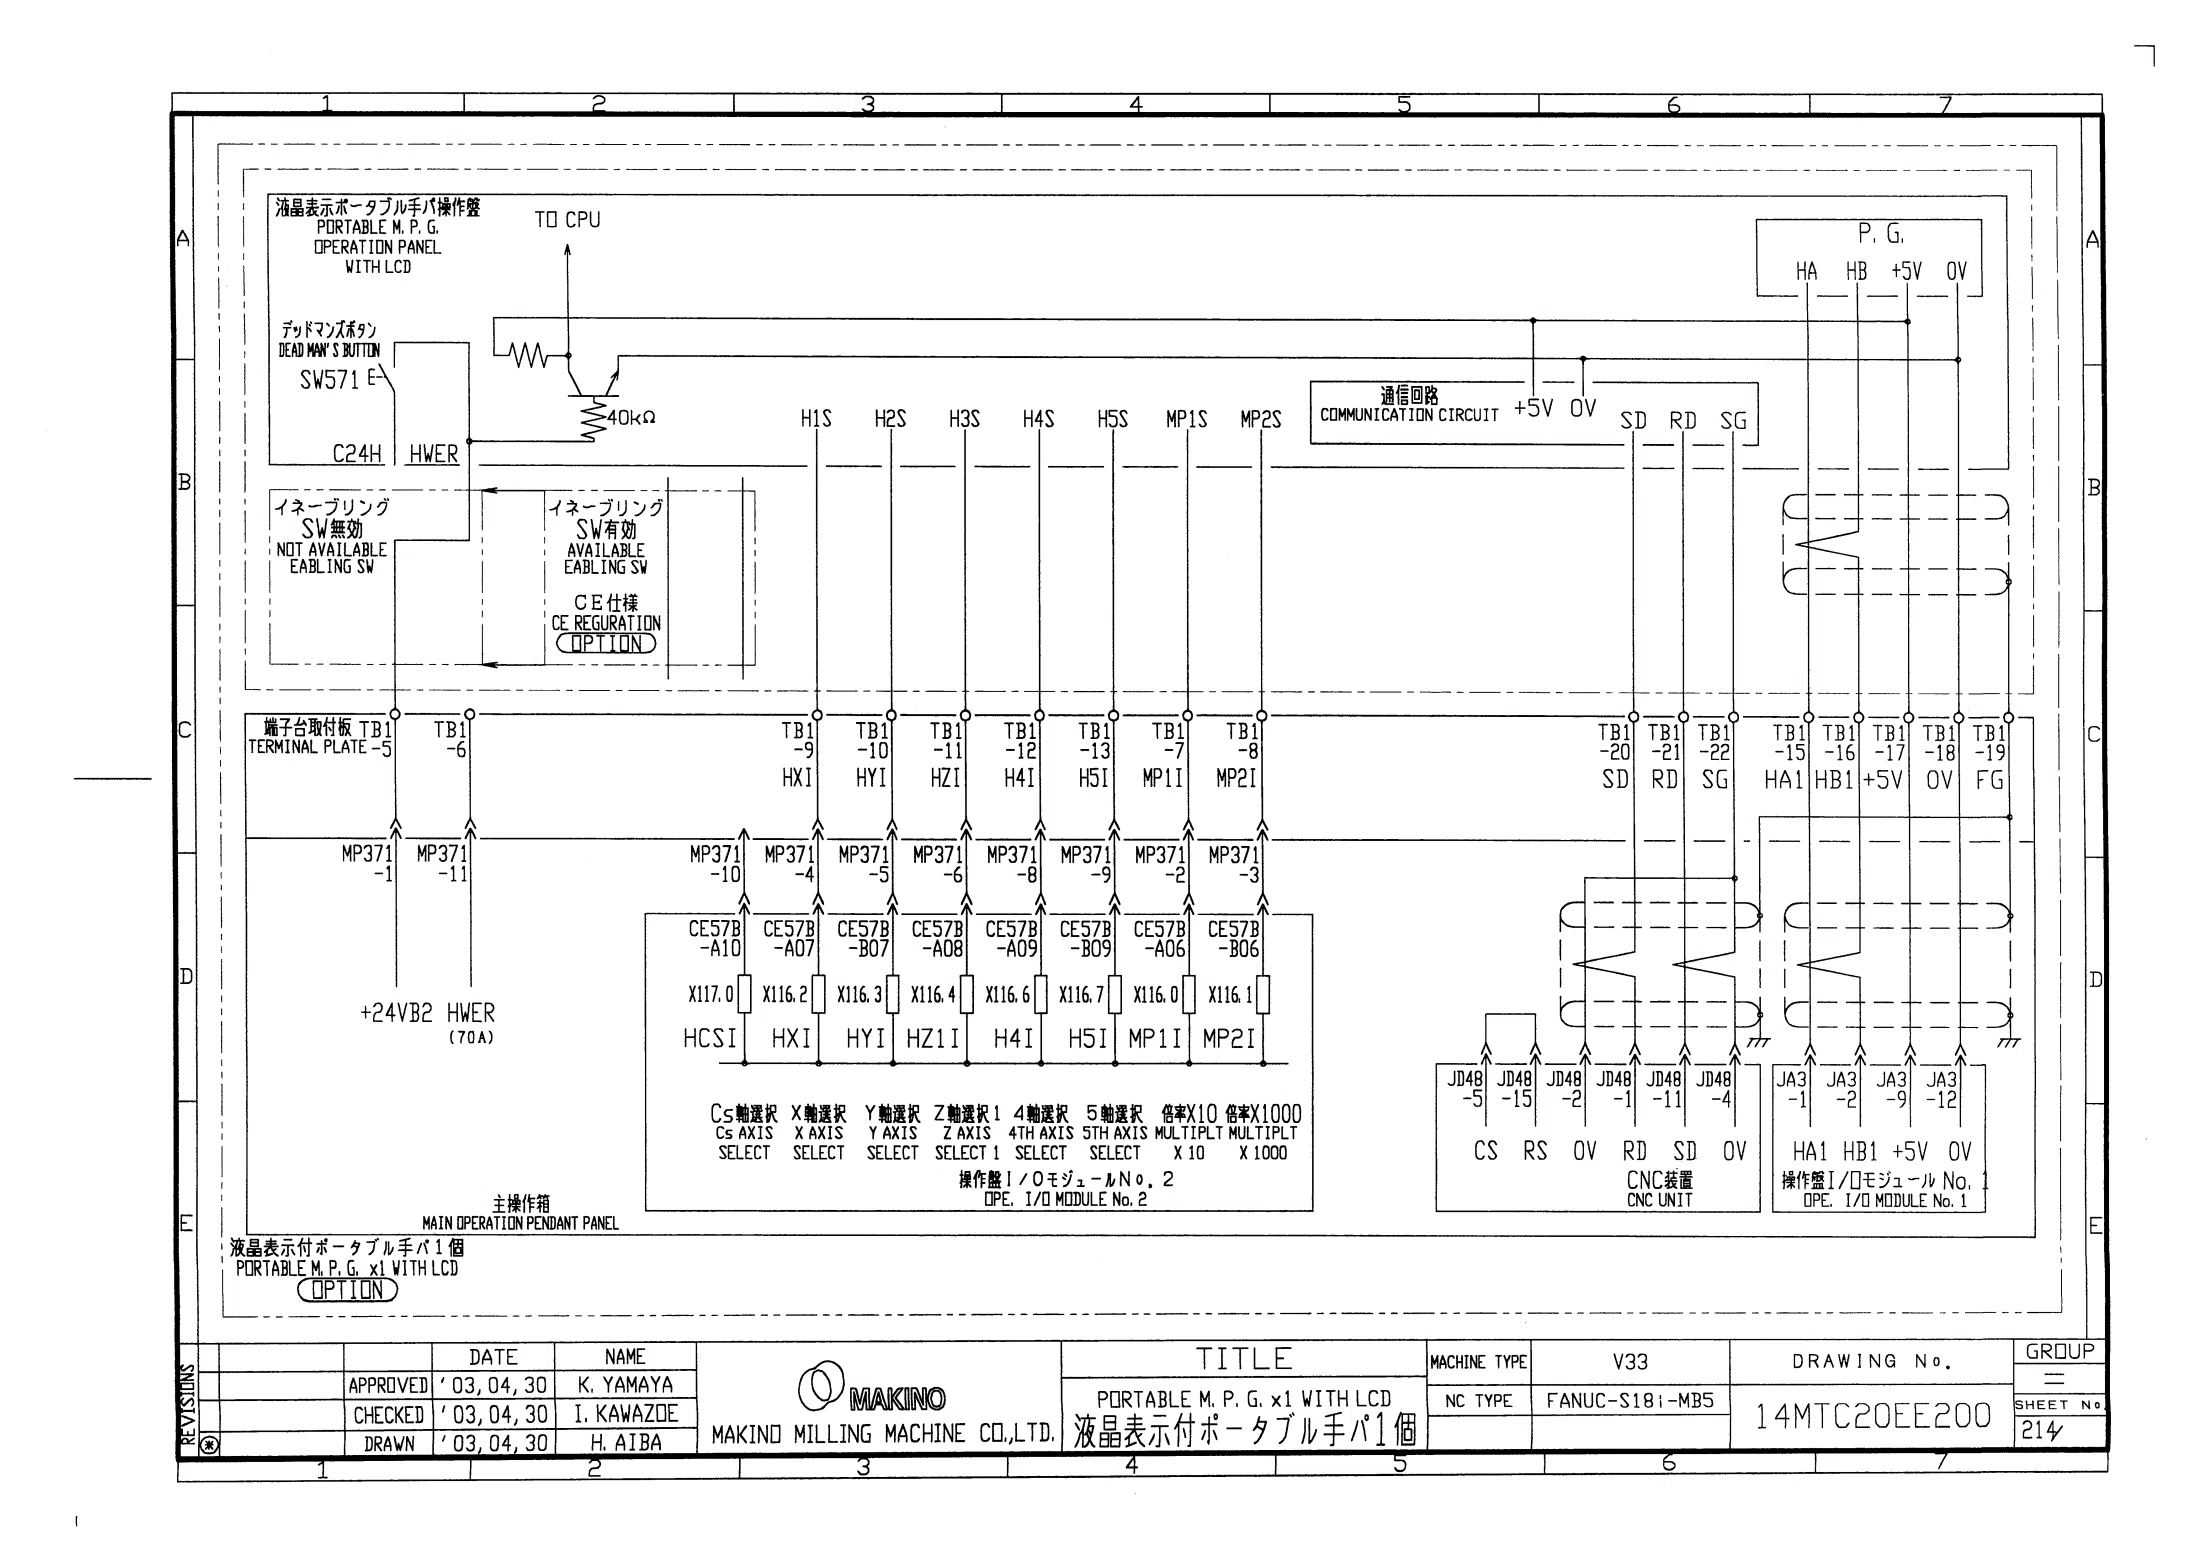 1 2 3 4 5 6 7
A
B
C
D
E
A
B
C
D
E
液晶表示ポータブル手パ操作盤
PORTABLE M. P. G.
OPERATION PANEL
WITH LCD
TO CPU
P. G.
HA HB +5V 0V
デッドマンズボタン
DEAD MAN'S BUTTON
SW571
40kΩ
C24H HWER
H1S H2S H3S H4S H5S MP1S MP2S
通信回路
COMMUNICATION CIRCUIT
+5V 0V
SD RD SG
イネーブリング
SW無効
NOT AVAILABLE
EABLING SW
イネーブリング
SW有効
AVAILABLE
EABLING SW
CE仕様
CE REGURATION
OPTION
端子台取付板
TERMINAL PLATE
TB1 TB1 TB1 TB1 TB1 TB1 TB1 TB1 TB1 TB1 TB1 TB1 TB1 TB1 TB1 TB1 TB1
-5 -6 -9 -10 -11 -12 -13 -7 -8 -20 -21 -22 -15 -16 -17 -18 -19
HXI HYI HZI H4I H5I MP1I MP2I SD RD SG HA1 HB1 +5V 0V FG
MP371 MP371 MP371 MP371 MP371 MP371 MP371 MP371 MP371 MP371
-1 -11 -10 -4 -5 -6 -8 -9 -2 -3
CE57B CE57B CE57B CE57B CE57B CE57B CE57B CE57B
-A10 -A07 -B07 -A08 -A09 -B09 -A06 -B06
X117.0 X116.2 X116.3 X116.4 X116.6 X116.7 X116.0 X116.1
+24VB2 HWER
(70A)
HCSI HXI HYI HZ1I H4I H5I MP1I MP2I
Cs軸選択 X軸選択 Y軸選択 Z軸選択1 4軸選択 5軸選択 倍率X10 倍率X1000
Cs AXIS X AXIS Y AXIS Z AXIS 4TH AXIS 5TH AXIS MULTIPLT MULTIPLT
SELECT SELECT SELECT SELECT 1 SELECT SELECT X 10 X 1000
操作盤I/OモジュールNo. 2
OPE. I/O MODULE No. 2
JD48 JD48 JD48 JD48 JD48 JD48
-5 -15 -2 -1 -11 -4
CS RS 0V RD SD 0V
CNC装置
CNC UNIT
JA3 JA3 JA3 JA3
-1 -2 -9 -12
HA1 HB1 +5V 0V
操作盤I/Oモジュール No. 1
OPE. I/O MODULE No. 1
主操作箱
MAIN OPERATION PENDANT PANEL
液晶表示付ポータブル手パ1個
PORTABLE M. P. G. x1 WITH LCD
OPTION
REVISIONS
DATE NAME
APPROVED '03,04,30 K. YAMAYA
CHECKED '03,04,30 I. KAWAZOE
DRAWN '03,04,30 H. AIBA
MAKINO
MAKINO MILLING MACHINE CO.,LTD.
TITLE
PORTABLE M. P. G. x1 WITH LCD
液晶表示付ポータブル手パ1個
MACHINE TYPE V33
NC TYPE FANUC-S18i-MB5
DRAWING No.
14MTC20EE200
GROUP
=
SHEET No.
214/
1 2 3 4 5 6 7